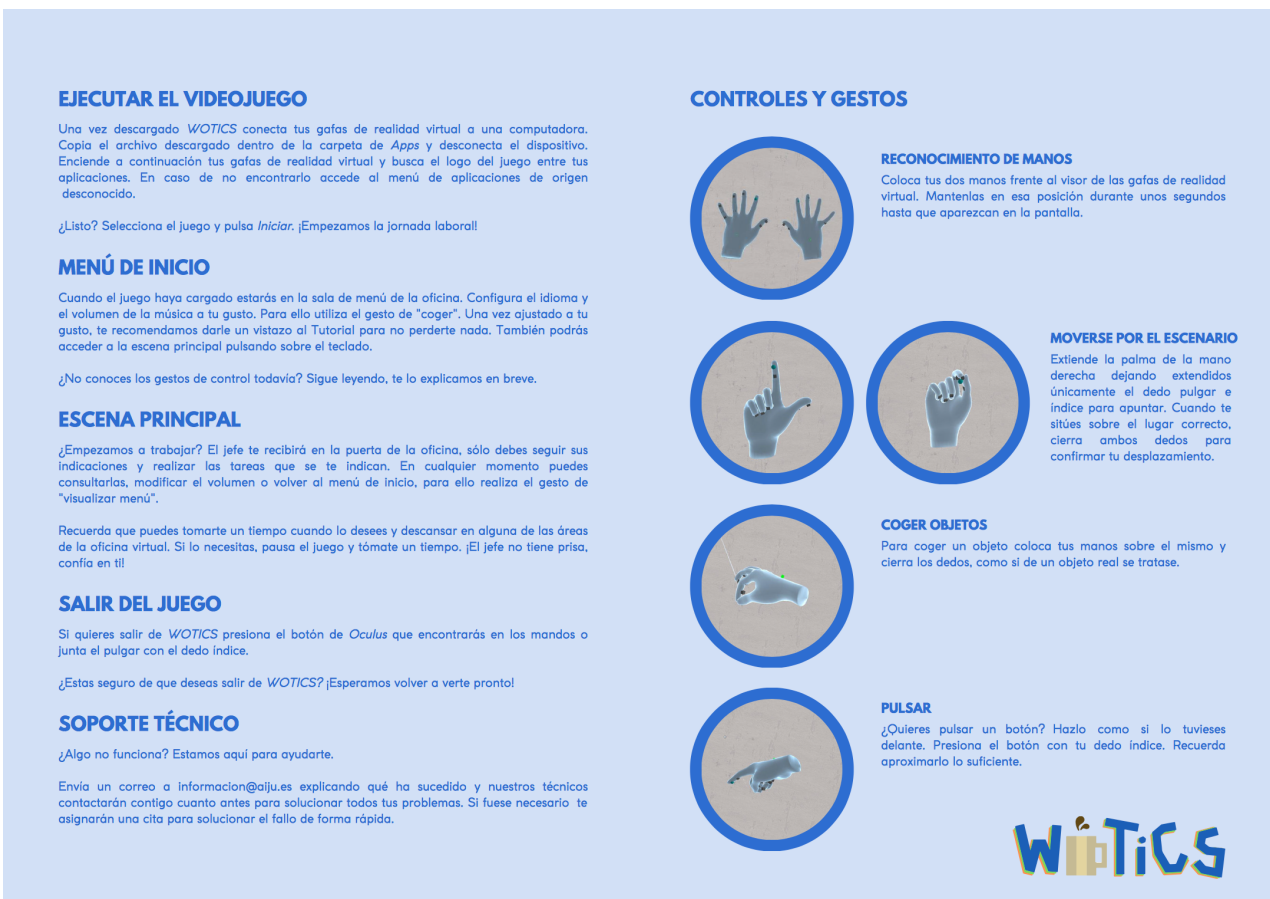 EJECUTAR EL VIDEOJUEGO
Una vez descargado WOTICS conecta tus gafas de realidad virtual a una computadora.
Copia el archivo descargado dentro de la carpeta de Apps y desconecta el dispositivo.
Enciende a continuación tus gafas de realidad virtual y busca el logo del juego entre tus
aplicaciones. En caso de no encontrarlo accede al menú de aplicaciones de origen
desconocido.
¿Listo? Selecciona el juego y pulsa Iniciar. ¡Empezamos la jornada laboral!
MENÚ DE INICIO
Cuando el juego haya cargado estarás en la sala de menú de la oficina. Configura el idioma y
el volumen de la música a tu gusto. Para ello utiliza el gesto de "coger". Una vez ajustado a tu
gusto, te recomendamos darle un vistazo al Tutorial para no perderte nada. También podrás
acceder a la escena principal pulsando sobre el teclado.
¿No conoces los gestos de control todavía? Sigue leyendo, te lo explicamos en breve.
ESCENA PRINCIPAL
¿Empezamos a trabajar? El jefe te recibirá en la puerta de la oficina, sólo debes seguir sus
indicaciones y realizar las tareas que se te indican. En cualquier momento puedes
consultarlas, modificar el volumen o volver al menú de inicio, para ello realiza el gesto de
"visualizar menú".
Recuerda que puedes tomarte un tiempo cuando lo desees y descansar en alguna de las áreas
de la oficina virtual. Si lo necesitas, pausa el juego y tómate un tiempo. ¡El jefe no tiene prisa,
confía en ti!
SALIR DEL JUEGO
Si quieres salir de WOTICS presiona el botón de Oculus que encontrarás en los mandos o
junta el pulgar con el dedo índice.
¿Estas seguro de que deseas salir de WOTICS? ¡Esperamos volver a verte pronto!
SOPORTE TÉCNICO
¿Algo no funciona? Estamos aquí para ayudarte.
Envía un correo a informacion@aiju.es explicando qué ha sucedido y nuestros técnicos
contactarán contigo cuanto antes para solucionar todos tus problemas. Si fuese necesario te
asignarán una cita para solucionar el fallo de forma rápida.
CONTROLES Y GESTOS
RECONOCIMIENTO DE MANOS
Coloca tus dos manos frente al visor de las gafas de realidad
virtual. Mantenlas en esa posición durante unos segundos
hasta que aparezcan en la pantalla.
MOVERSE POR EL ESCENARIO
Extiende la palma de la mano
derecha dejando extendidos
únicamente el dedo pulgar e
índice para apuntar. Cuando te
sitúes sobre el lugar correcto,
cierra ambos dedos para
confirmar tu desplazamiento.
COGER OBJETOS
Para coger un objeto coloca tus manos sobre el mismo y
cierra los dedos, como si de un objeto real se tratase.
PULSAR
¿Quieres pulsar un botón? Hazlo como si lo tuvieses
delante. Presiona el botón con tu dedo índice. Recuerda
aproximarlo lo suficiente.
WOTiCS